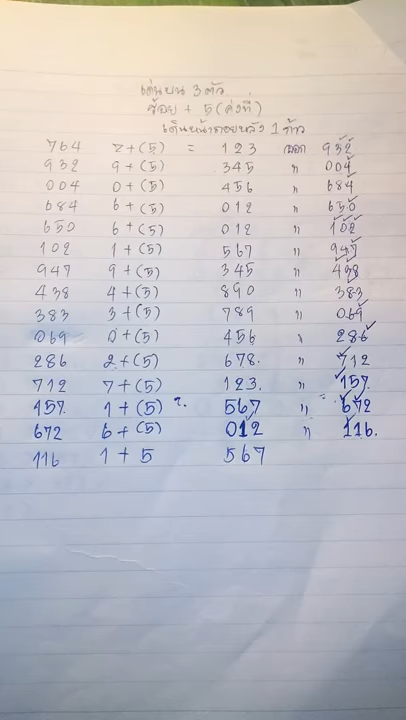 เด่นบน 3 ตัว
ร้อย + 5 (คงที่)
เดินหน้าถอยหลัง 1 ก้าว
764 7+(5) = 123 ออก 932
932 9+(5) 345 " 004
004 0+(5) 456 " 684
684 6+(5) 012 " 650
650 6+(5) 012 " 102
102 1+(5) 567 " 947
947 9+(5) 345 " 438
438 4+(5) 890 " 383
383 3+(5) 789 " 069
069 0+(5) 456 " 286
286 2+(5) 678. " 712
712 7+(5) 123. " 157.
157. 1+(5) 567 " 672
672 6+(5) 012 " 116.
116 1+5 567